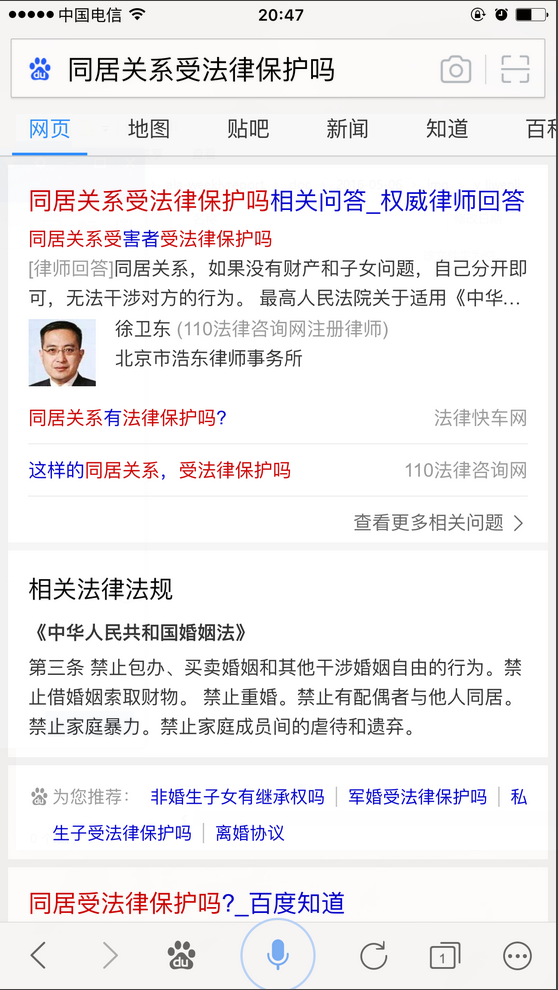 中国电信 20:47
du 同居关系受法律保护吗
网页 地图 贴吧 新闻 知道
同居关系受法律保护吗相关问答_权威律师回答
同居关系受害者受法律保护吗
[律师回答]同居关系，如果没有财产和子女问题，自己分开即
可，无法干涉对方的行为。 最高人民法院关于适用《中华...
徐卫东 (110法律咨询网注册律师)
北京市浩东律师事务所
同居关系有法律保护吗? 法律快车网
这样的同居关系，受法律保护吗 110法律咨询网
查看更多相关问题
相关法律法规
《中华人民共和国婚姻法》
第三条 禁止包办、买卖婚姻和其他干涉婚姻自由的行为。禁
止借婚姻索取财物。 禁止重婚。禁止有配偶者与他人同居。
禁止家庭暴力。禁止家庭成员间的虐待和遗弃。
为您推荐： 非婚生子女有继承权吗 军婚受法律保护吗 私
生子受法律保护吗 离婚协议
同居受法律保护吗?_百度知道
du 1